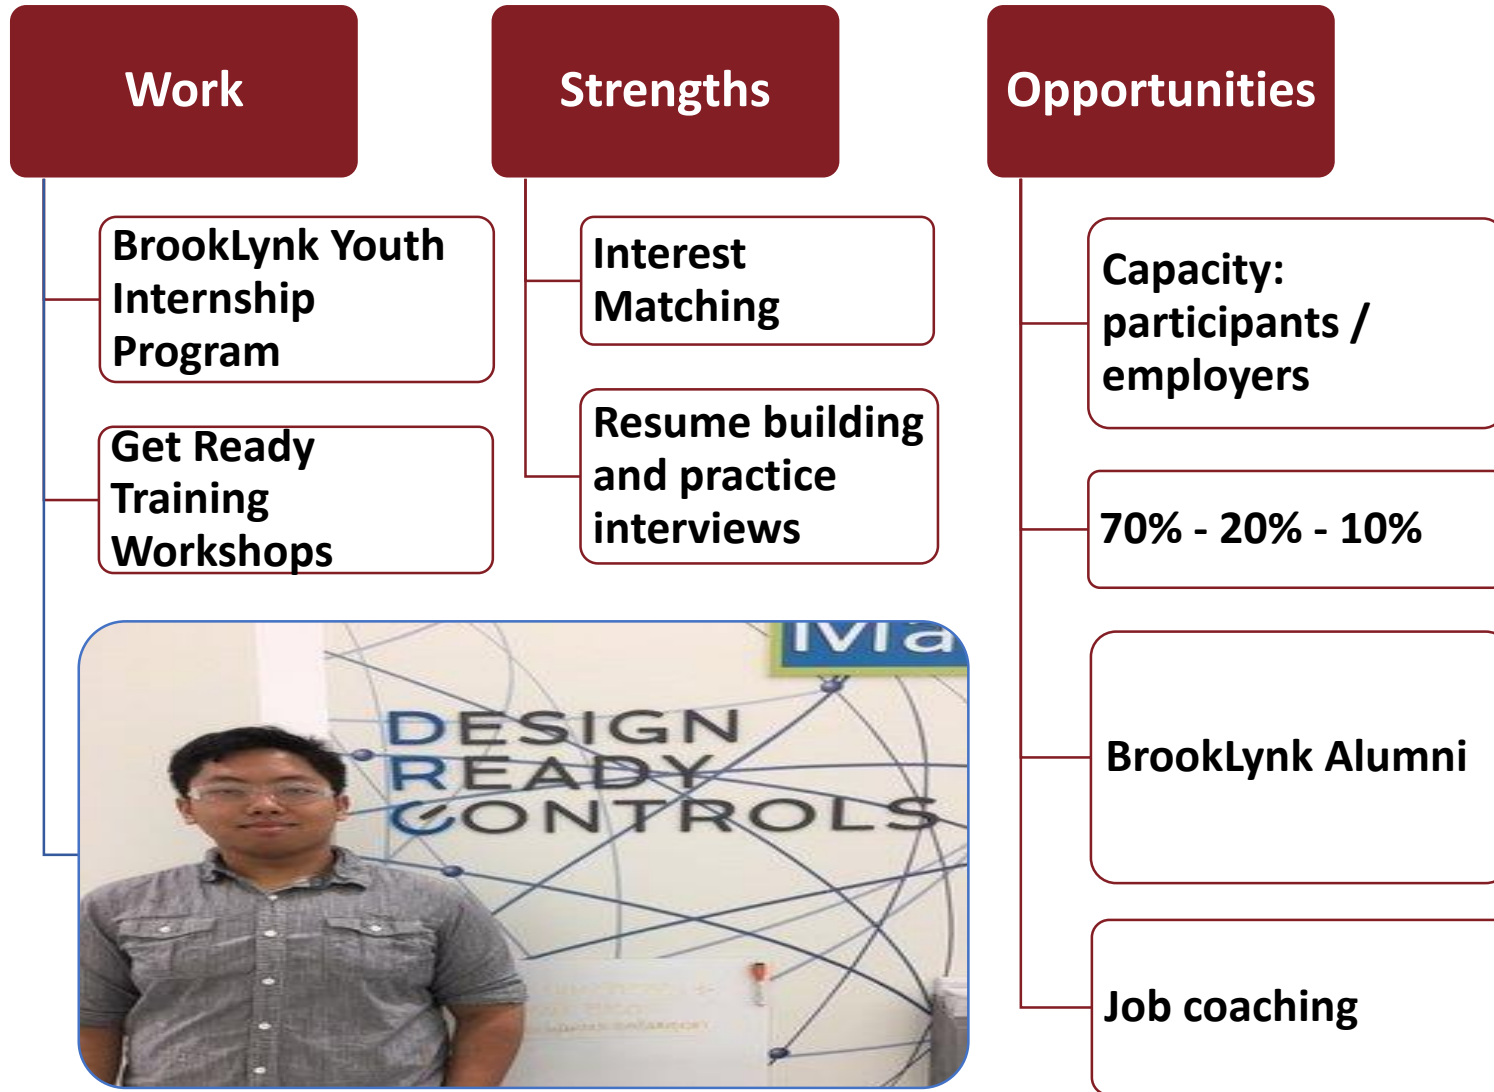 Work
BrookLynk Youth
Internship
Program
Get Ready
Training
Workshops
Strengths
Interest
Matching
Resume building
and practice
interviews
Opportunities
Capacity:
participants /
employers
70% - 20% - 10%
BrookLynk Alumni
Job coaching
Ma
DESIGN
READY
CONTROLS